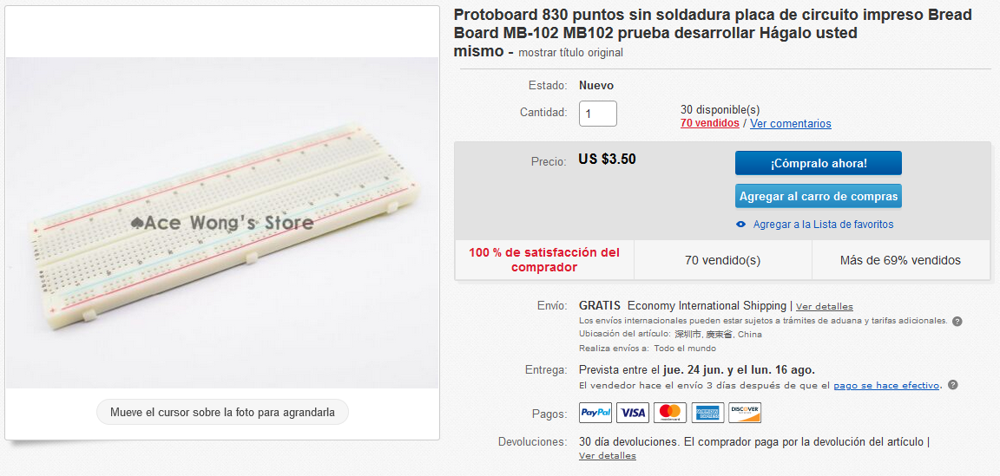 Protoboard 830 puntos sin soldadura placa de circuito impreso Bread
Board MB-102 MB102 prueba desarrollar Hágalo usted
mismo - mostrar título original
Estado: Nuevo
Cantidad: 1
30 disponible(s)
70 vendidos / Ver comentarios
Precio: US $3.50
¡Cómpralo ahora!
Agregar al carro de compras
Agregar a la Lista de favoritos
100 % de satisfacción del
comprador
70 vendido(s)
Más de 69% vendidos
Envío: GRATIS Economy International Shipping | Ver detalles
Los envíos internacionales pueden estar sujetos a trámites de aduana y tarifas adicionales. ?
Ubicación del artículo: 深圳市, 廣東省, China
Realiza envíos a: Todo el mundo
Entrega: Prevista entre el jue. 24 jun. y el lun. 16 ago.
El vendedor hace el envío 3 días después de que el pago se hace efectivo. ?
Pagos: PayPal VISA mastercard AMERICAN EXPRESS DISCOVER
Devoluciones: 30 día devoluciones. El comprador paga por la devolución del artículo |
Ver detalles
♠Ace Wong's Store
Mueve el cursor sobre la foto para agrandarla